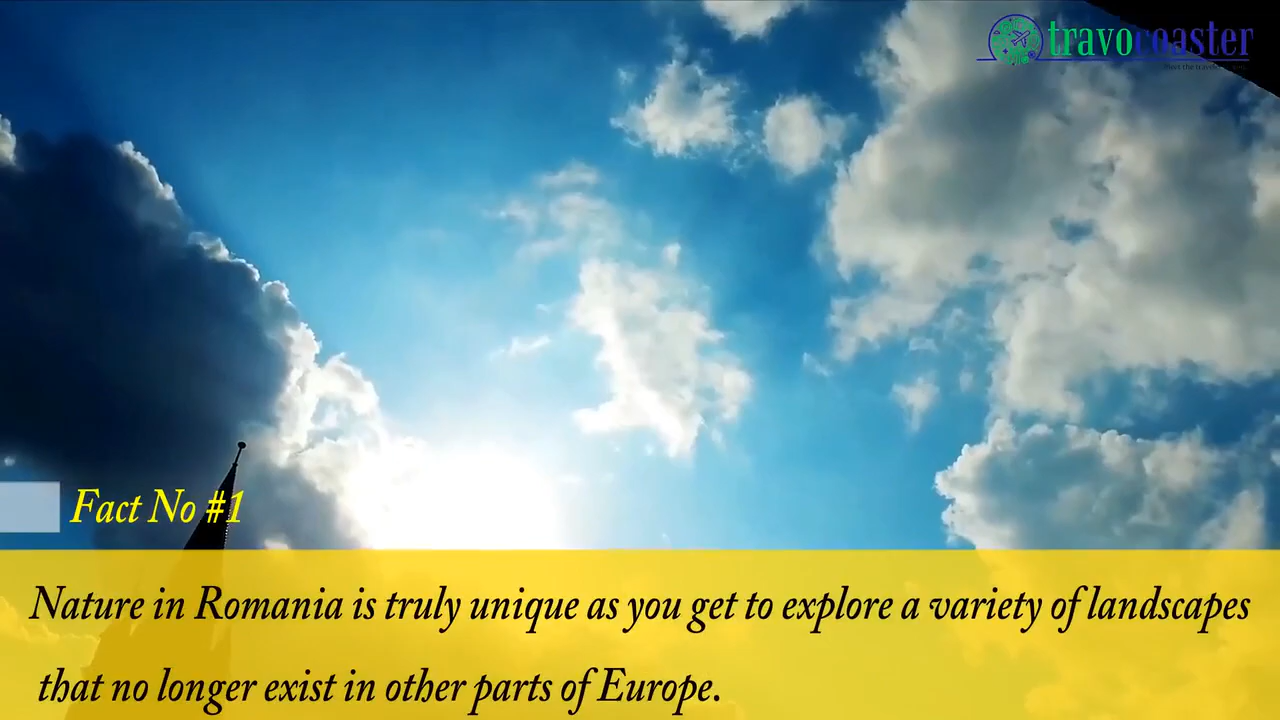 travocoaster
Fact No #1
Nature in Romania is truly unique as you get to explore a variety of landscapes
that no longer exist in other parts of Europe.